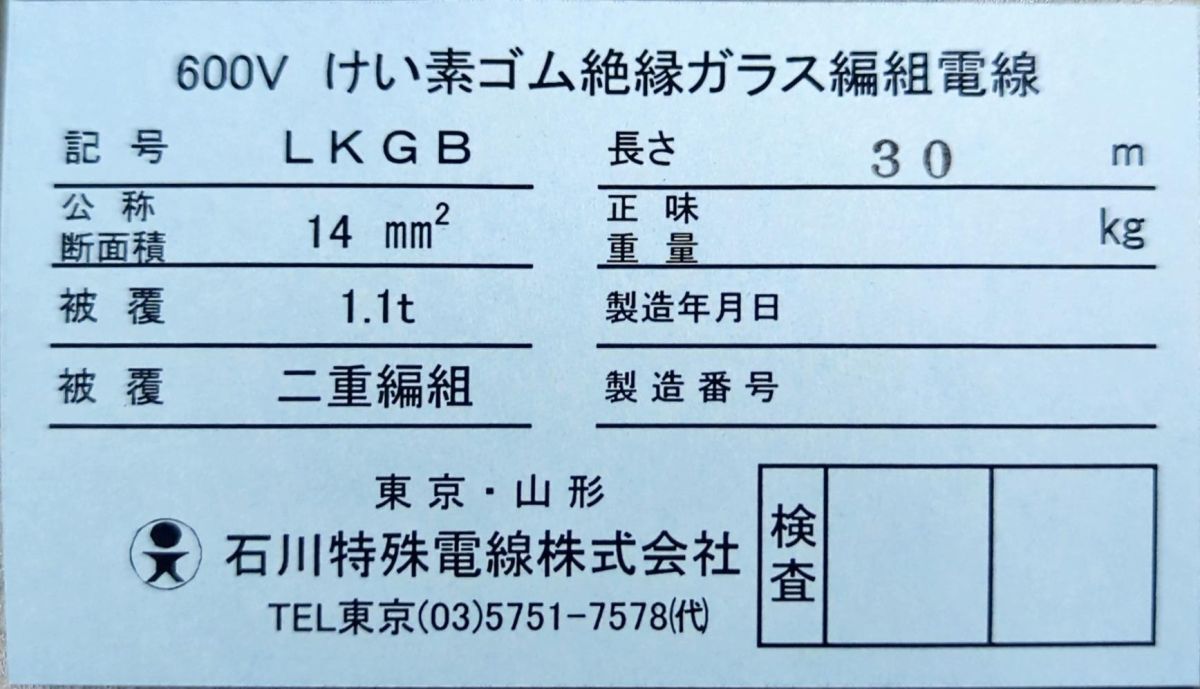 600V けい素ゴム絶縁ガラス編組電線
記号 LKGB
長さ 30 m
公称断面積 14 mm²
正味重量 kg
被覆 1.1t
製造年月日
被覆 二重編組
製造番号
東京・山形
石川特殊電線株式会社
TEL東京(03)5751-7578㈹
検査